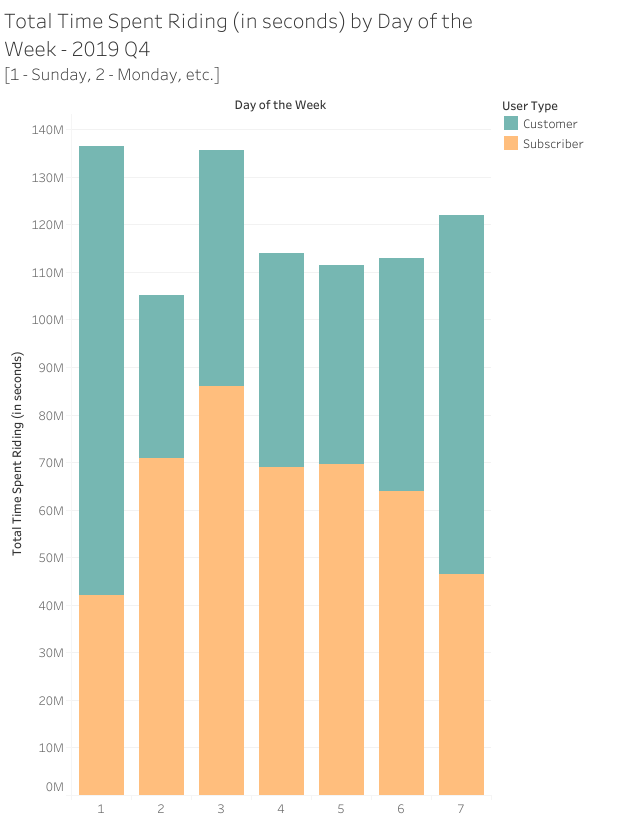 Total Time Spent Riding (in seconds) by Day of the
Week - 2019 Q4
[1 - Sunday, 2 - Monday, etc.]
Day of the Week
User Type
Customer
Subscriber
Total Time Spent Riding (in seconds)
140M
130M
120M
110M
100M
90M
80M
70M
60M
50M
40M
30M
20M
10M
0M
1 2 3 4 5 6 7